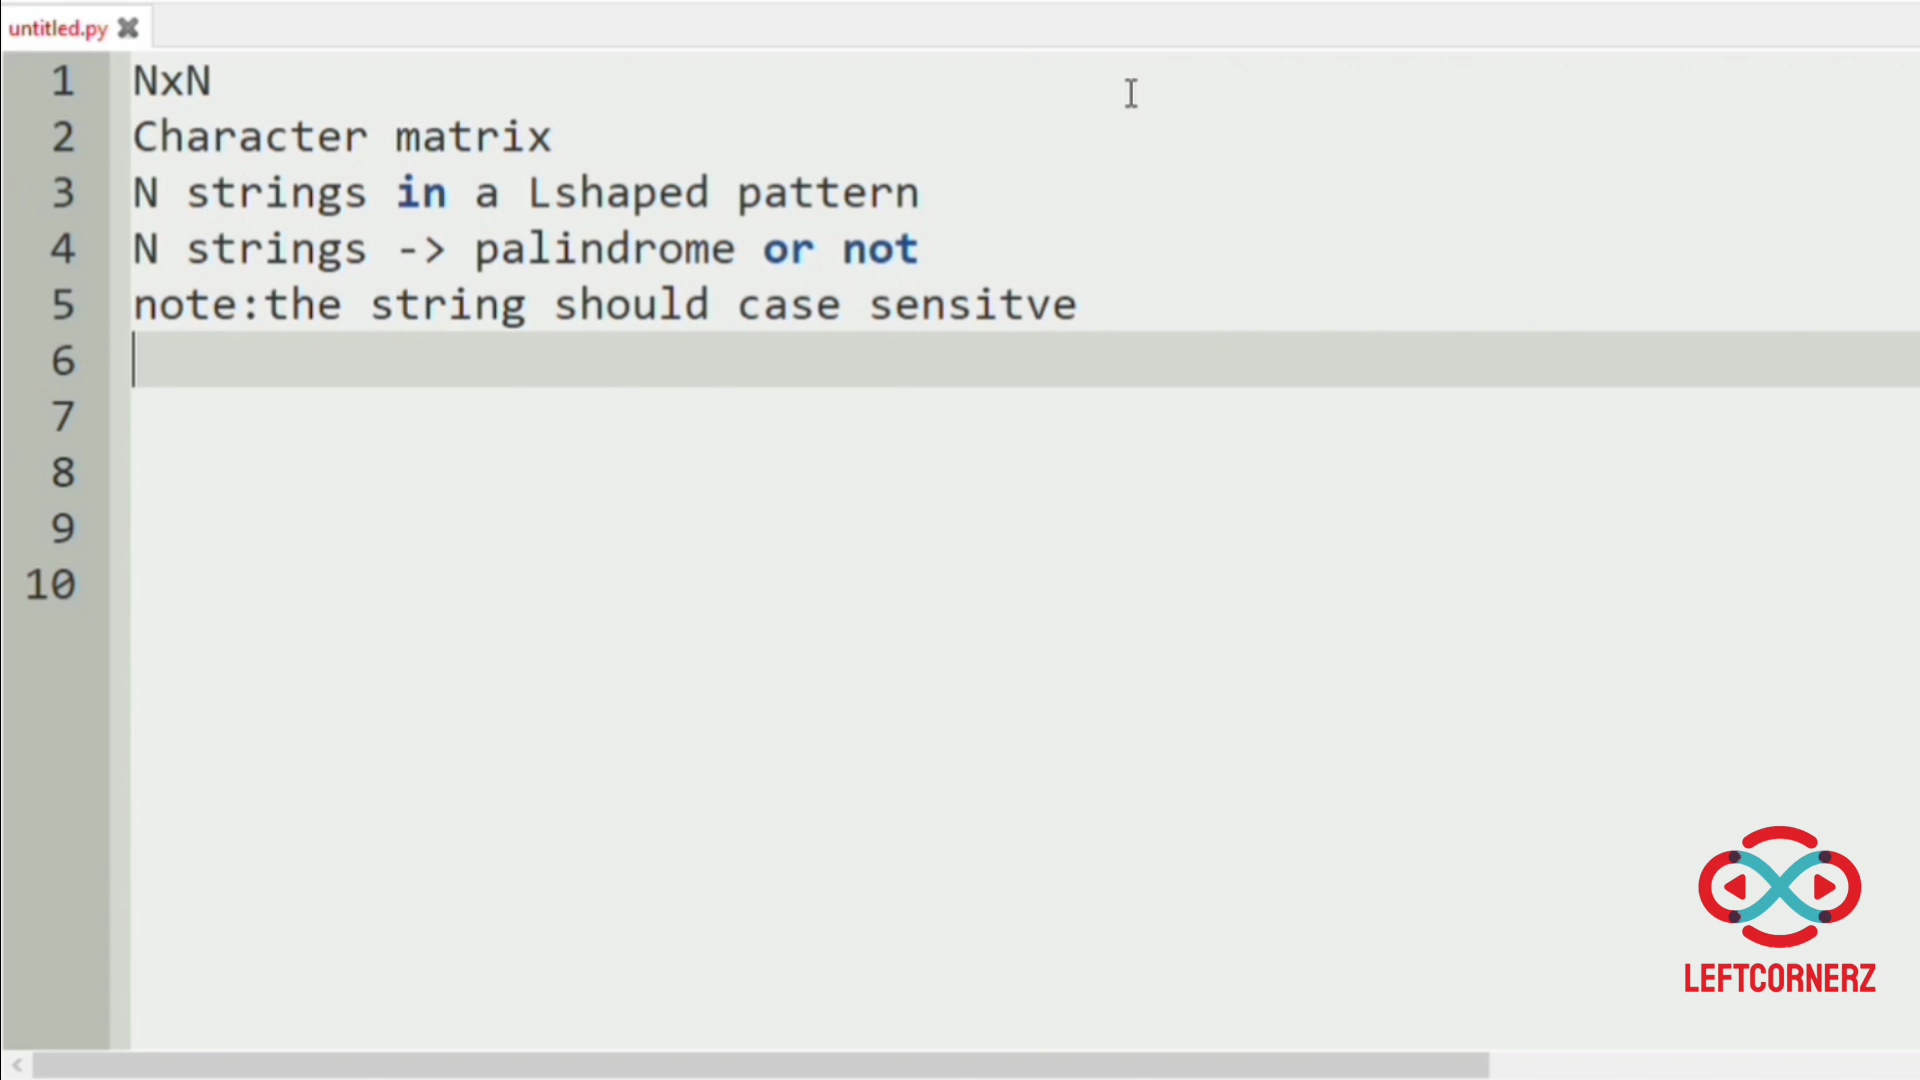 untitled.py
1 NxN
2 Character matrix
3 N strings in a Lshaped pattern
4 N strings -> palindrome or not
5 note:the string should case sensitve
6
7
8
9
10
LEFTCORNERZ